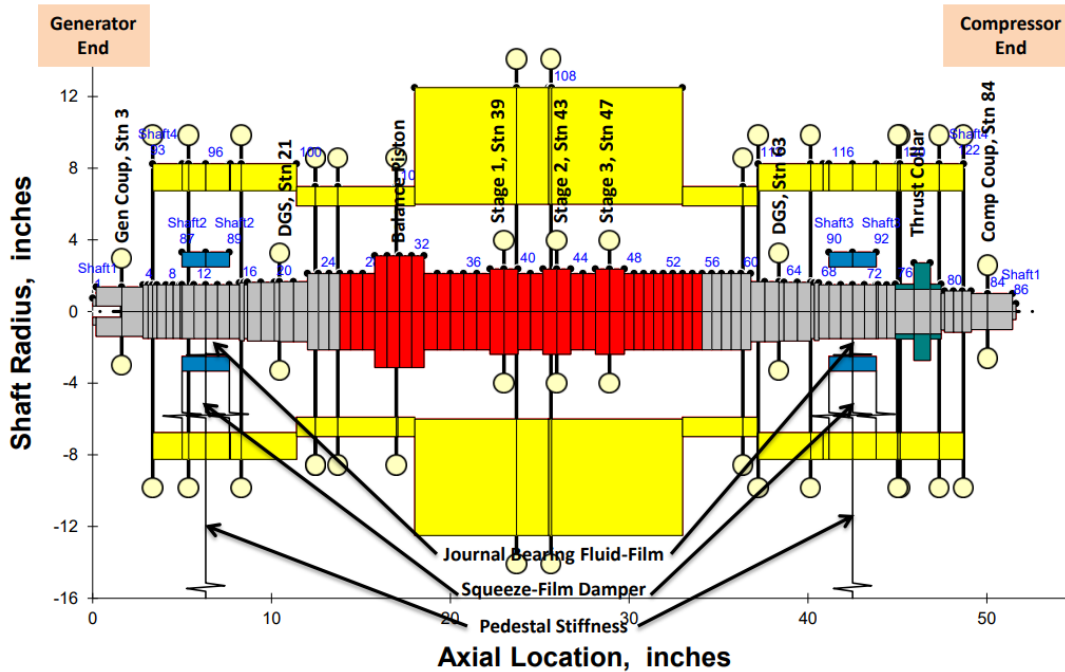 Generator
End
Compressor
End
12
8
4
0
-4
-8
-12
-16
0
10
20
30
40
50
Shaft Radius, inches
Axial Location, inches
Gen Coup, Stn 3
DGS, Stn 21
Balance Piston
Stage 1, Stn 39
Stage 2, Stn 43
Stage 3, Stn 47
DGS, Stn 63
Thrust Collar
Comp Coup, Stn 84
108
Shaft4
93
96
100
10
116
Shaft4
122
Shaft2
87
Shaft2
89
Shaft3
90
92
Shaft1
4
8
12
16
20
24
32
36
40
44
48
52
56
60
64
68
72
76
80
84
Shaft1
86
Journal Bearing Fluid-Film
Squeeze-Film Damper
Pedestal Stiffness